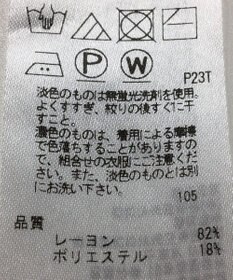 P W
P23T
淡色のものは無蛍光洗剤を使用。
よくすすぎ、絞りの後すぐに干
すこと。
濃色のものは、着用による摩擦
で色落ちすることがありますの
で、組合せの衣服にご注意くださ
い。また、淡色のものとは別
にお洗い下さい。
105
品質
レーヨン 82%
ポリエステル 18%